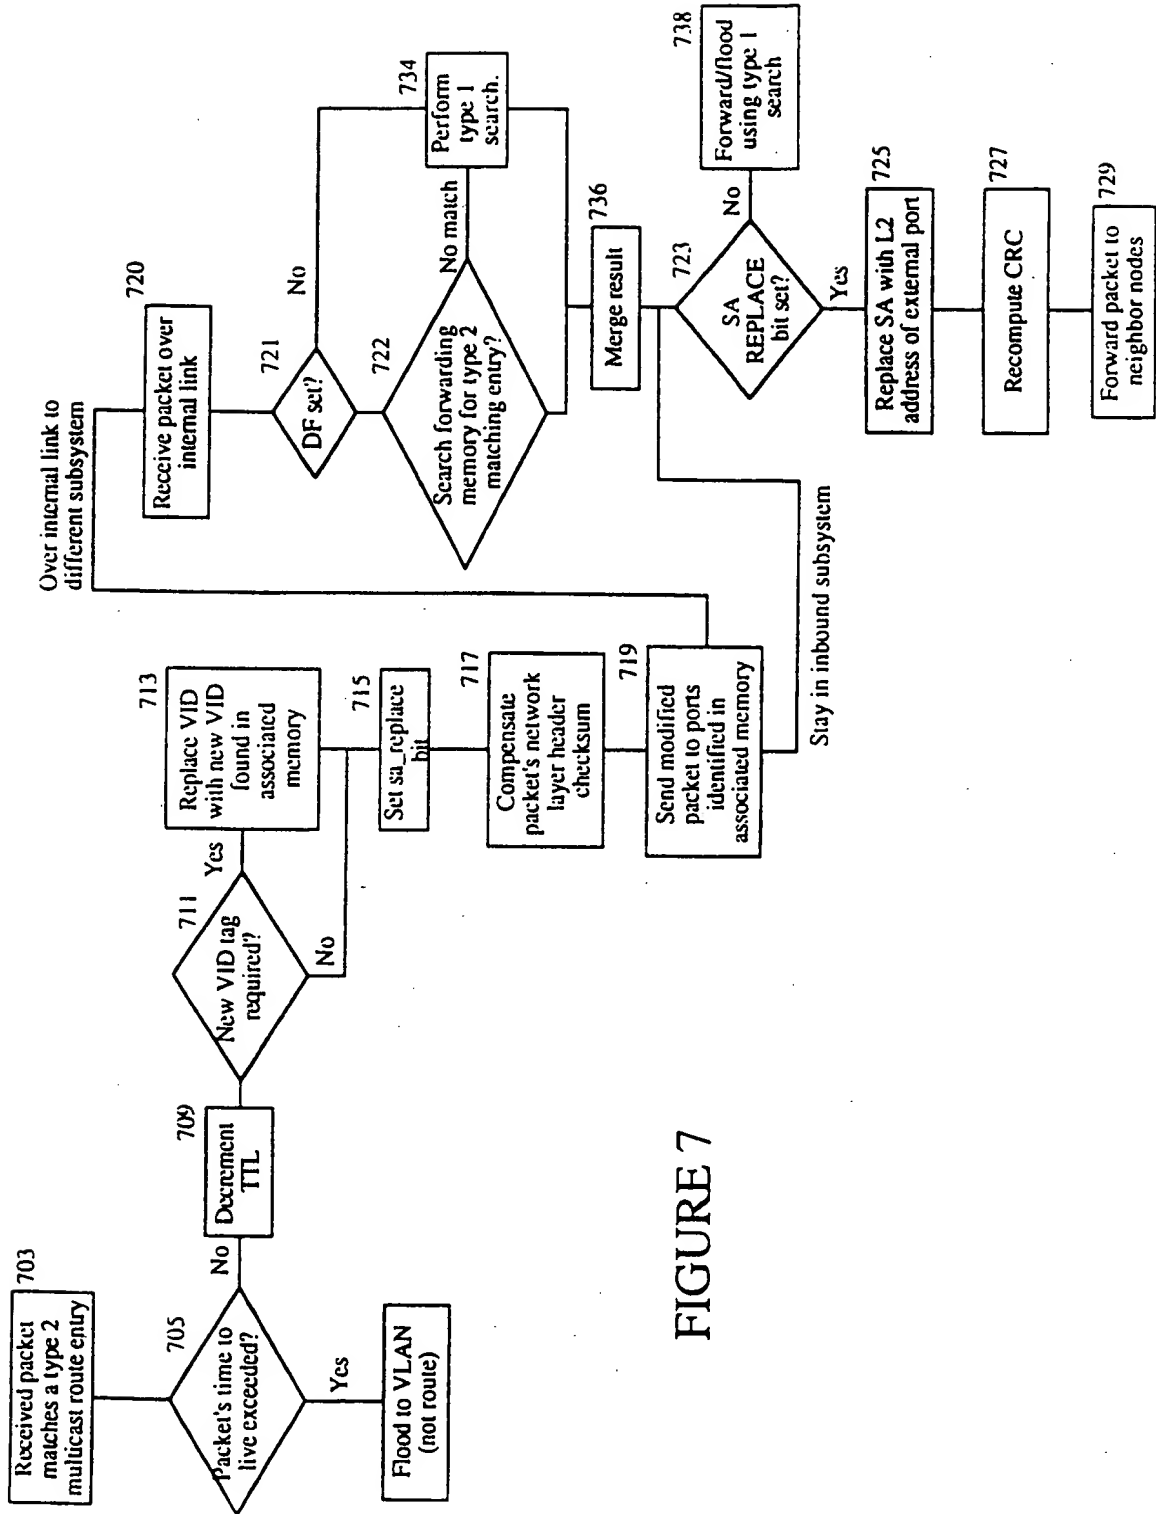 703
Received packet
matches a type 2
multicast route entry
705
Packet's time to
live exceeded?
No
Yes
Flood to VLAN
(not route)
709
Decrement
TTL
711
New VID tag
required?
Yes
No
713
Replace VID
with new VID
found in
associated
memory
715
Set sa_replace
bit
717
Compensate
packet's network
layer header
checksum
719
Send modified
packet to ports
identified in
associated memory
Over internal link to
different subsystem
Stay in inbound subsystem
720
Receive packet over
internal link
721
DF set?
No
722
Search forwarding
memory for type 2
matching entry?
No match
734
Perform
type 1
search.
736
Merge result
723
SA
REPLACE
bit set?
No
Yes
738
Forward/flood
using type 1
search
725
Replace SA with L2
address of external port
727
Recompute CRC
729
Forward packet to
neighbor nodes
FIGURE 7